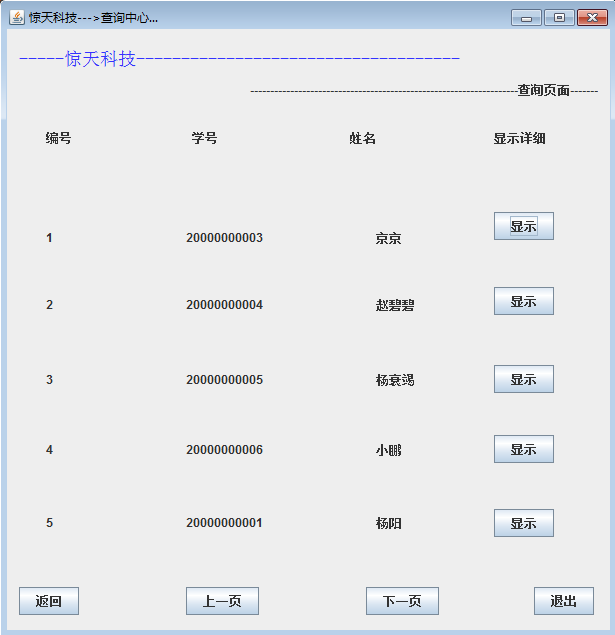 惊天科技--->查询中心...
-----惊天科技------------------------------------
-------------------------------------------------------------------查询页面-------
编号 学号 姓名 显示详细
1 20000000003 京京 显示
2 20000000004 赵碧碧 显示
3 20000000005 杨衰竭 显示
4 20000000006 小鹏 显示
5 20000000001 杨阳 显示
返回 上一页 下一页 退出